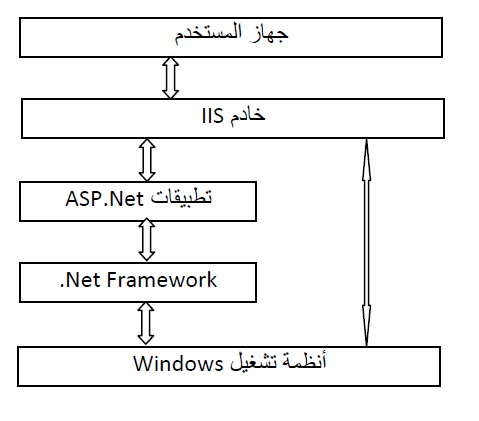 جهاز المستخدم
خادم IIS
تطبيقات ASP.Net
.Net Framework
أنظمة تشغيل Windows